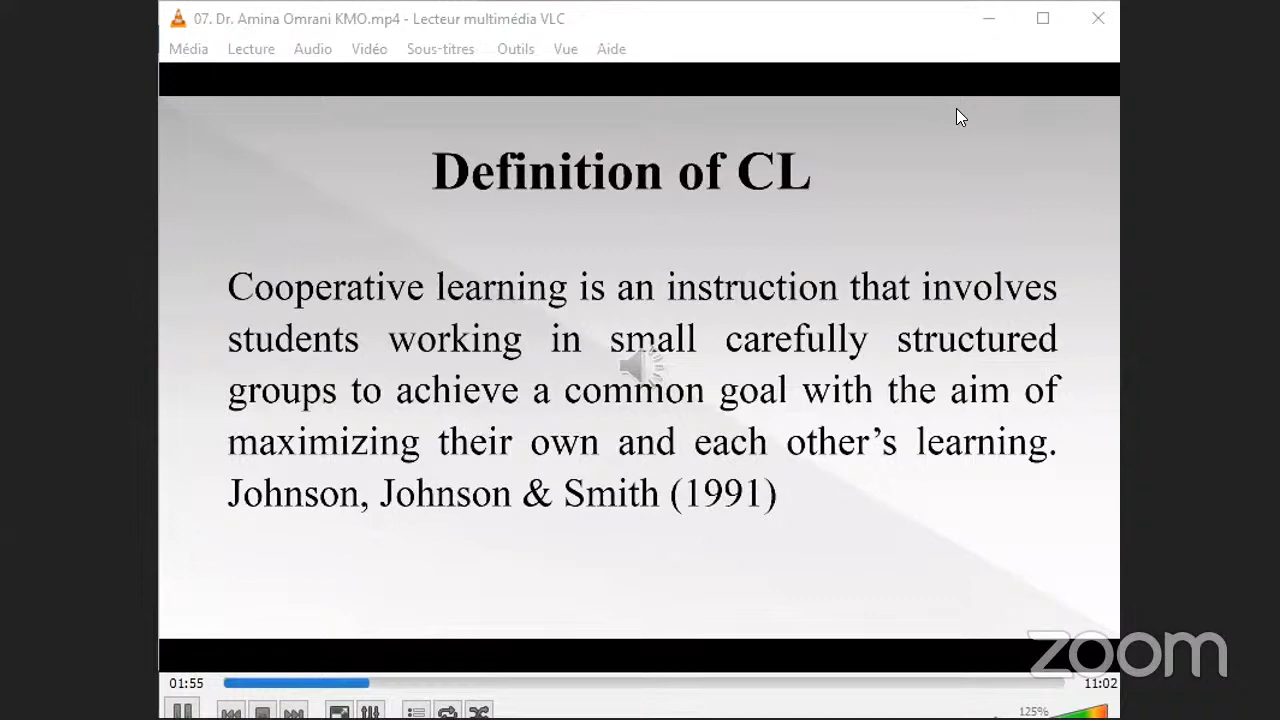 07. Dr. Amina Omrani KMO.mp4 - Lecteur multimédia VLC
Média Lecture Audio Vidéo Sous-titres Outils Vue Aide
Definition of CL
Cooperative learning is an instruction that involves
students working in small carefully structured
groups to achieve a common goal with the aim of
maximizing their own and each other’s learning.
Johnson, Johnson & Smith (1991)
zoom
01:55 11:02
125%